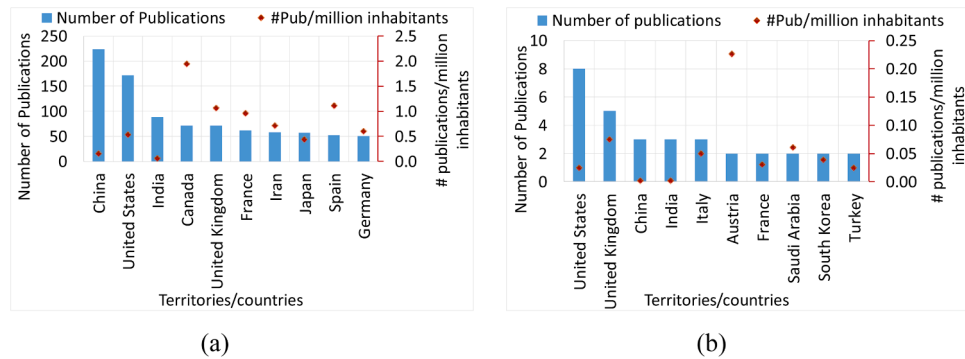 Number of Publications
#Pub/million inhabitants
Number of Publications
250
200
150
100
50
0
2.5
2.0
1.5
1.0
0.5
0.0
# publications/million
inhabitants
China
United States
India
Canada
United Kingdom
France
Iran
Japan
Spain
Germany
Territories/countries
(a)
Number of publications
#Pub/million inhabitants
Number of Publications
10
8
6
4
2
0
0.25
0.20
0.15
0.10
0.05
0.00
# publications/million
inhabitants
United States
United Kingdom
China
India
Italy
Austria
France
Saudi Arabia
South Korea
Turkey
Territories/countries
(b)